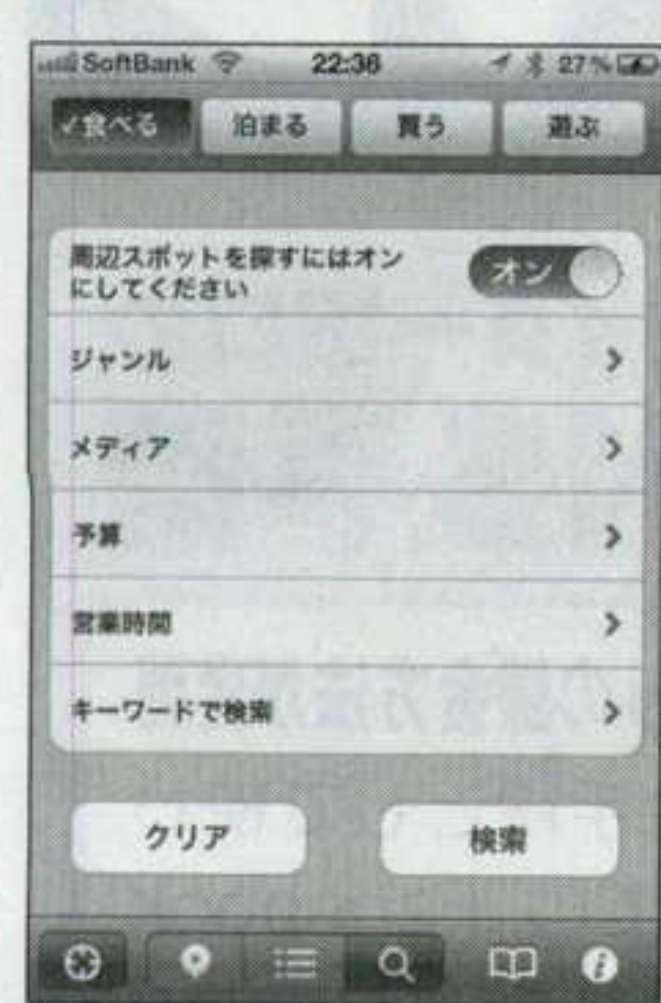 SoftBank 22:36 27%
✓食べる 泊まる 買う 遊ぶ
周辺スポットを探すにはオン
にしてください オン
ジャンル
メディア
予算
営業時間
キーワードで検索
クリア 検索